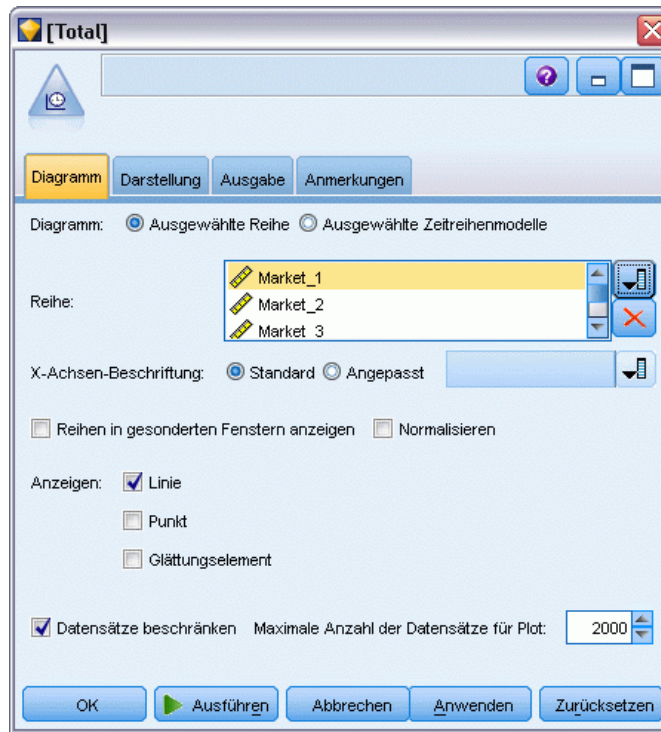 [Total]
Diagramm Darstellung Ausgabe Anmerkungen
Diagramm: Ausgewählte Reihe Ausgewählte Zeitreihenmodelle
Reihe:
Market_1
Market_2
Market_3
X-Achsen-Beschriftung: Standard Angepasst
Reihen in gesonderten Fenstern anzeigen Normalisieren
Anzeigen: Linie
Punkt
Glättungselement
Datensätze beschränken Maximale Anzahl der Datensätze für Plot: 2000
OK Ausführen Abbrechen Anwenden Zurücksetzen